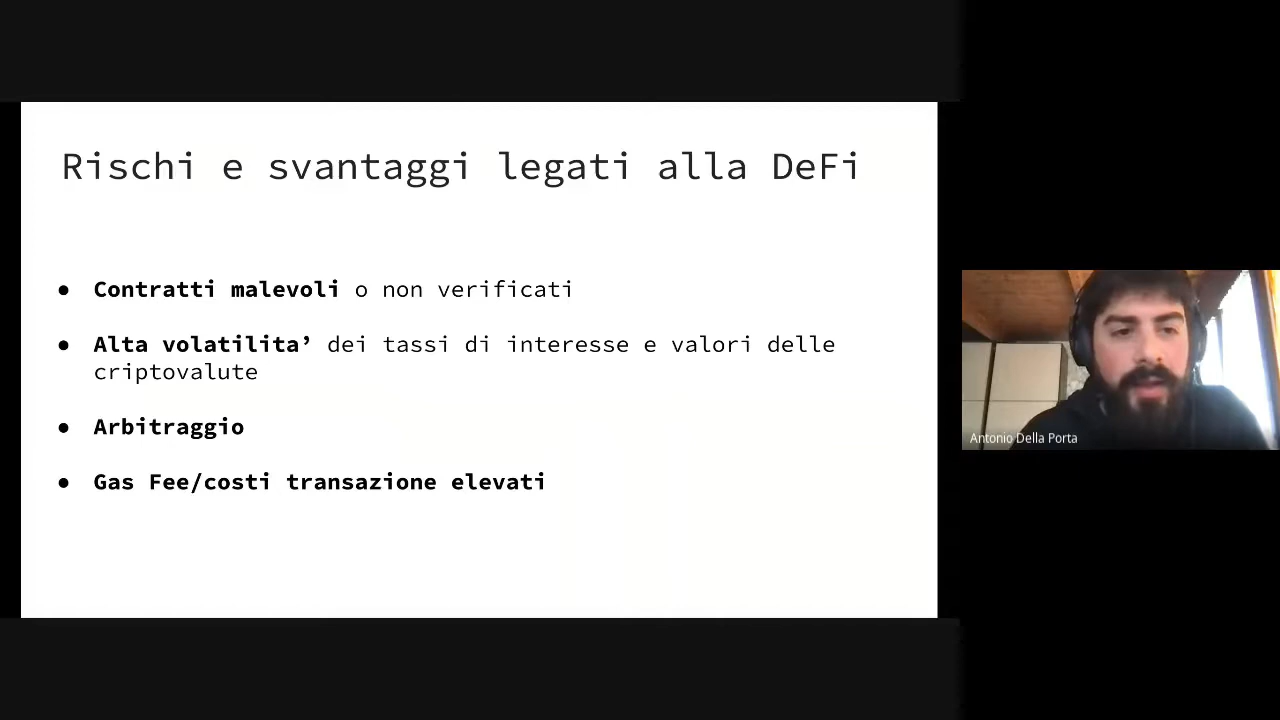 Rischi e svantaggi legati alla DeFi
● Contratti malevoli o non verificati
● Alta volatilita’ dei tassi di interesse e valori delle
criptovalute
● Arbitraggio
● Gas Fee/costi transazione elevati
Antonio Della Porta